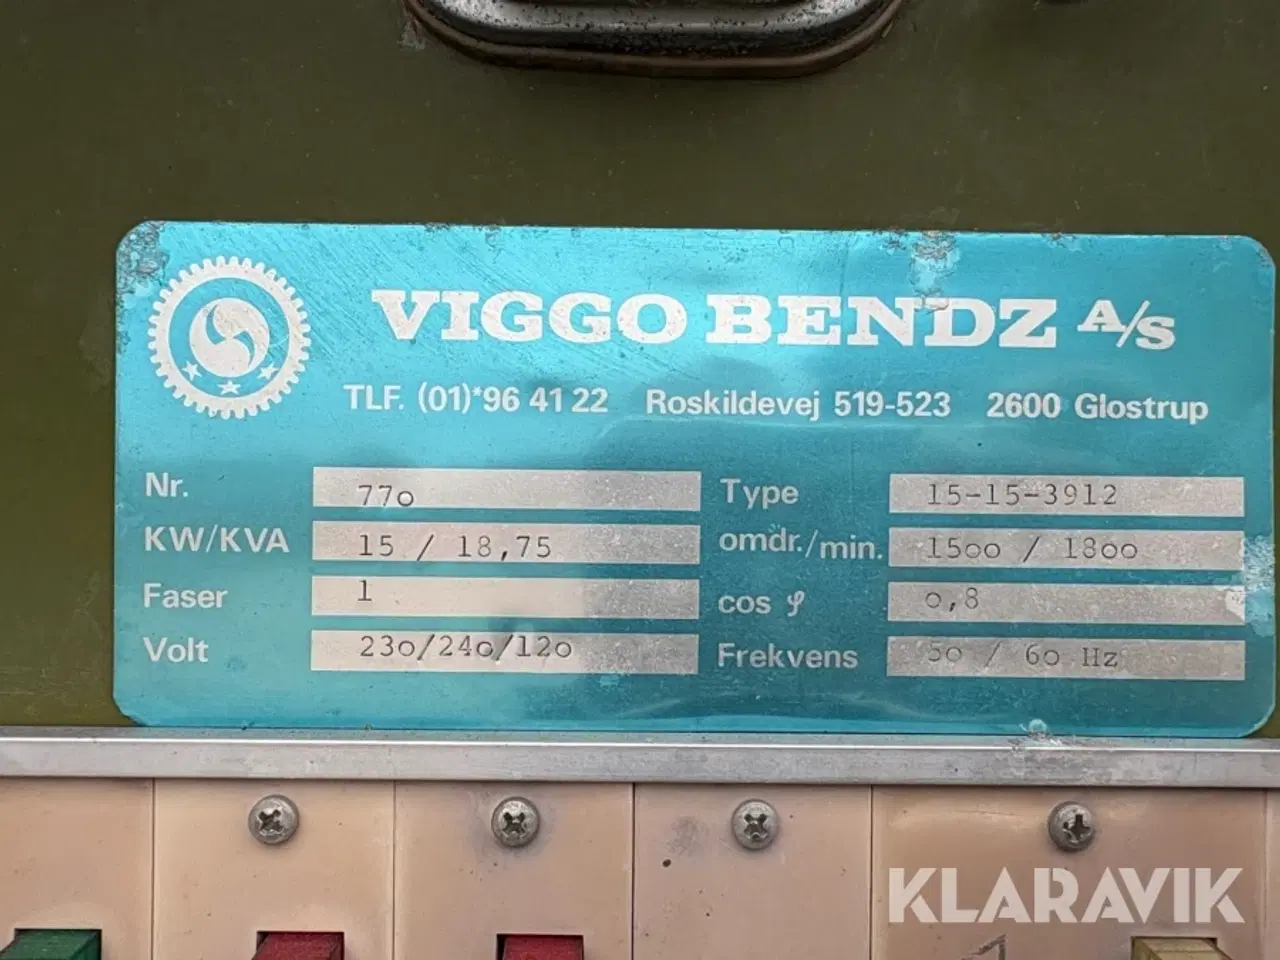 VIGGO BENDZ A/S
TLF. (01)*96 41 22 Roskildevej 519-523 2600 Glostrup
Nr. 77o Type 15-15-3912
KW/KVA 15 / 18,75 omdr./min. 15oo / 18oo
Faser 1 cos φ o,8
Volt 23o/24o/12o Frekvens 5o / 6o Hz
KLARAVIK